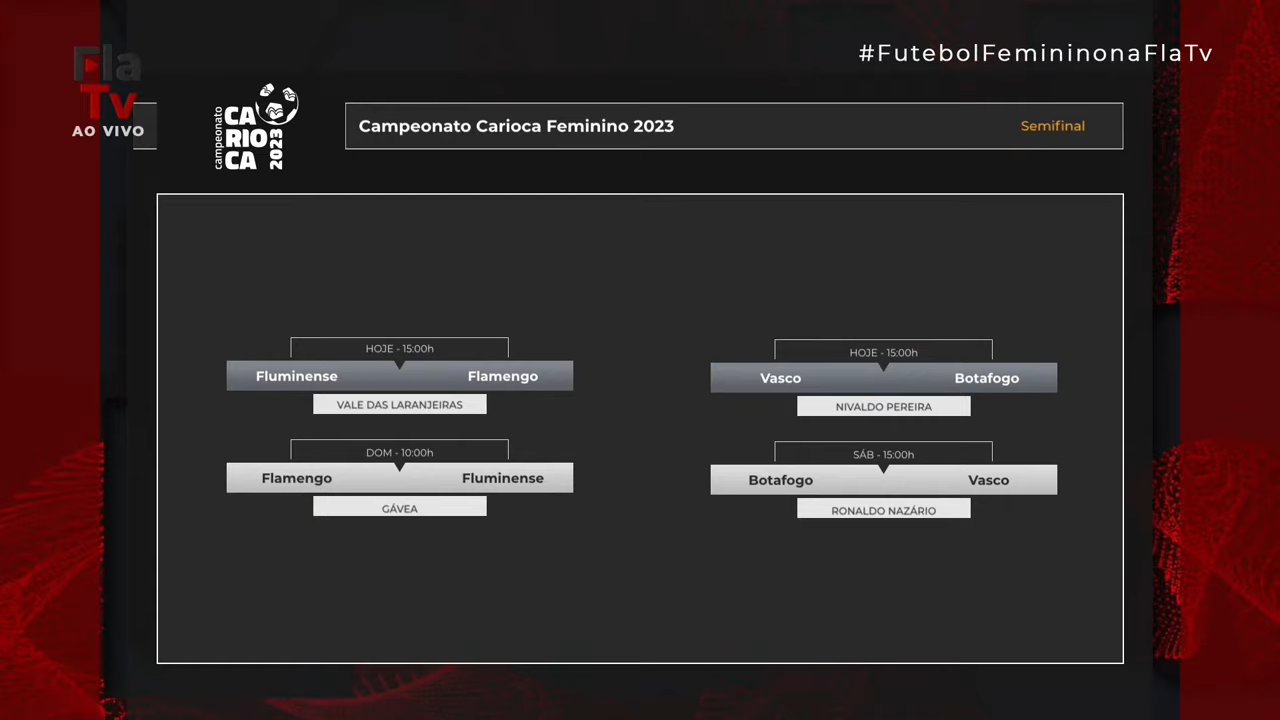 Fla
Tv
AO VIVO
#FutebolFemininonaFlaTv
campeonato
CA
RIO
CA
2023
Campeonato Carioca Feminino 2023
Semifinal
HOJE - 15:00h
Fluminense Flamengo
VALE DAS LARANJEIRAS
DOM - 10:00h
Flamengo Fluminense
GÁVEA
HOJE - 15:00h
Vasco Botafogo
NIVALDO PEREIRA
SÁB - 15:00h
Botafogo Vasco
RONALDO NAZÁRIO